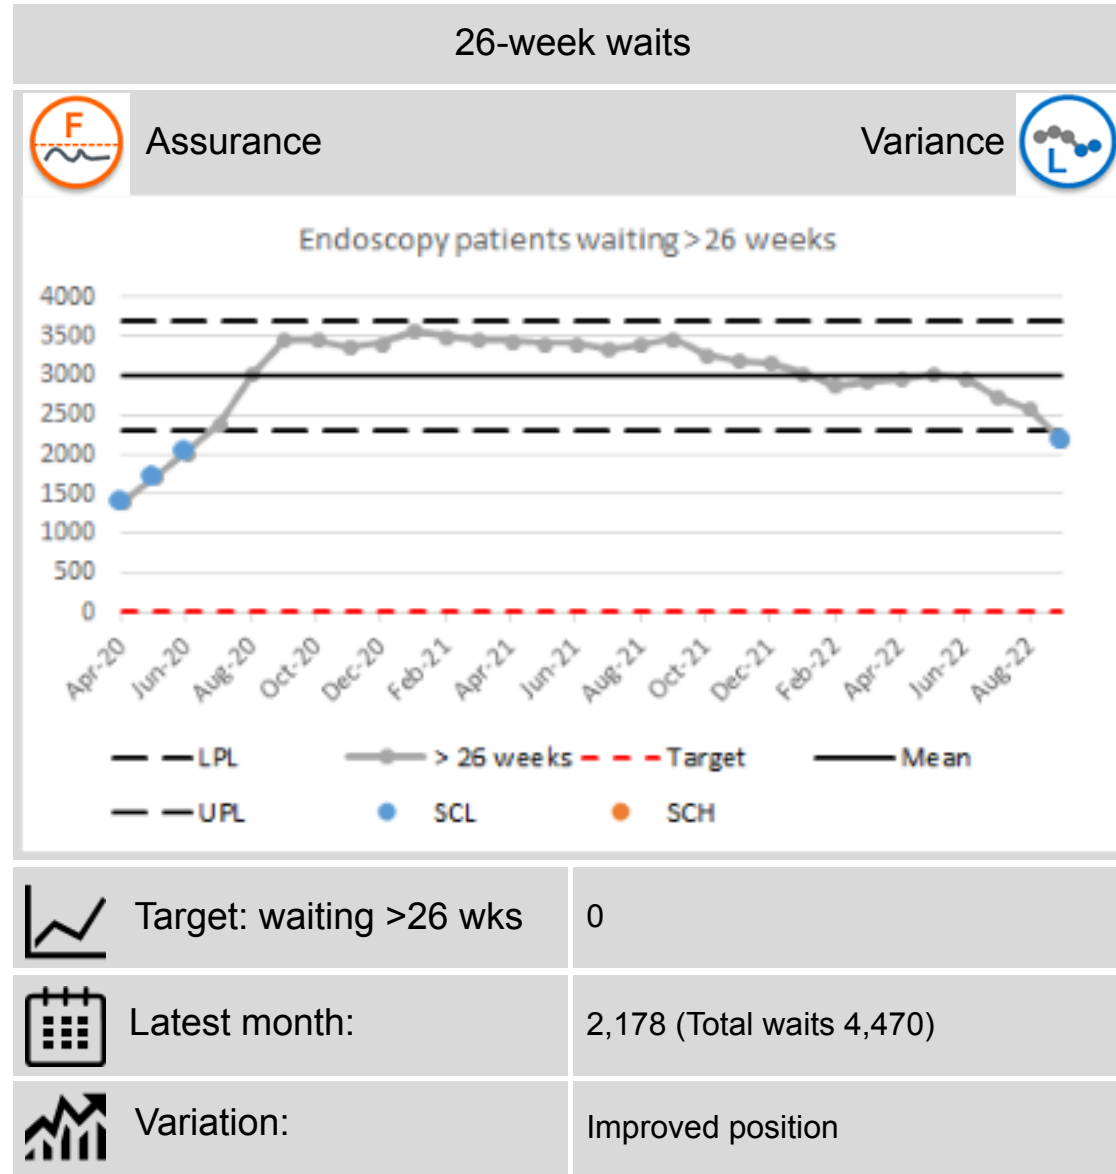 26-week waits
F
Assurance
Variance
L
Endoscopy patients waiting > 26 weeks
4000
3500
3000
2500
2000
1500
1000
500
0
Apr-20 Jun-20 Aug-20 Oct-20 Dec-20 Feb-21 Apr-21 Jun-21 Aug-21 Oct-21 Dec-21 Feb-22 Apr-22 Jun-22 Aug-22
LPL > 26 weeks Target Mean
UPL SCL SCH
Target: waiting >26 wks 0
Latest month: 2,178 (Total waits 4,470)
Variation: Improved position